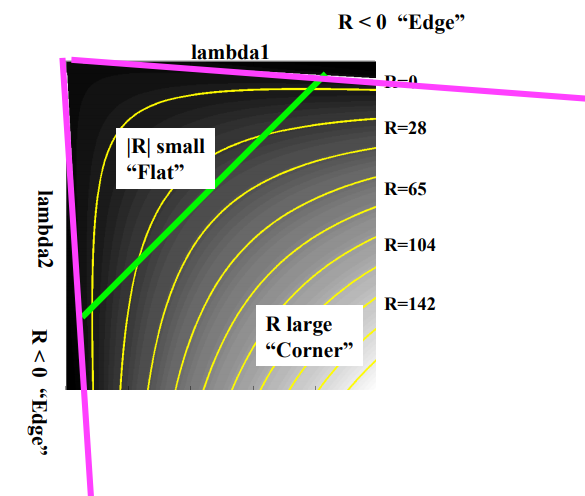 R < 0 “Edge”
lambda1
R=0
|R| small
“Flat”
R=28
R=65
lambda2
R=104
R=142
R large
“Corner”
R < 0 “Edge”